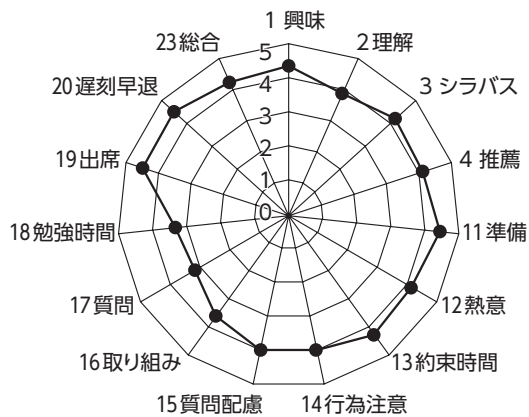 1 興味
2 理解
3 シラバス
4 推薦
11 準備
12 熱意
13 約束時間
14 行為注意
15 質問配慮
16 取り組み
17 質問
18 勉強時間
19 出席
20 遅刻早退
23 総合
5
4
3
2
1
0